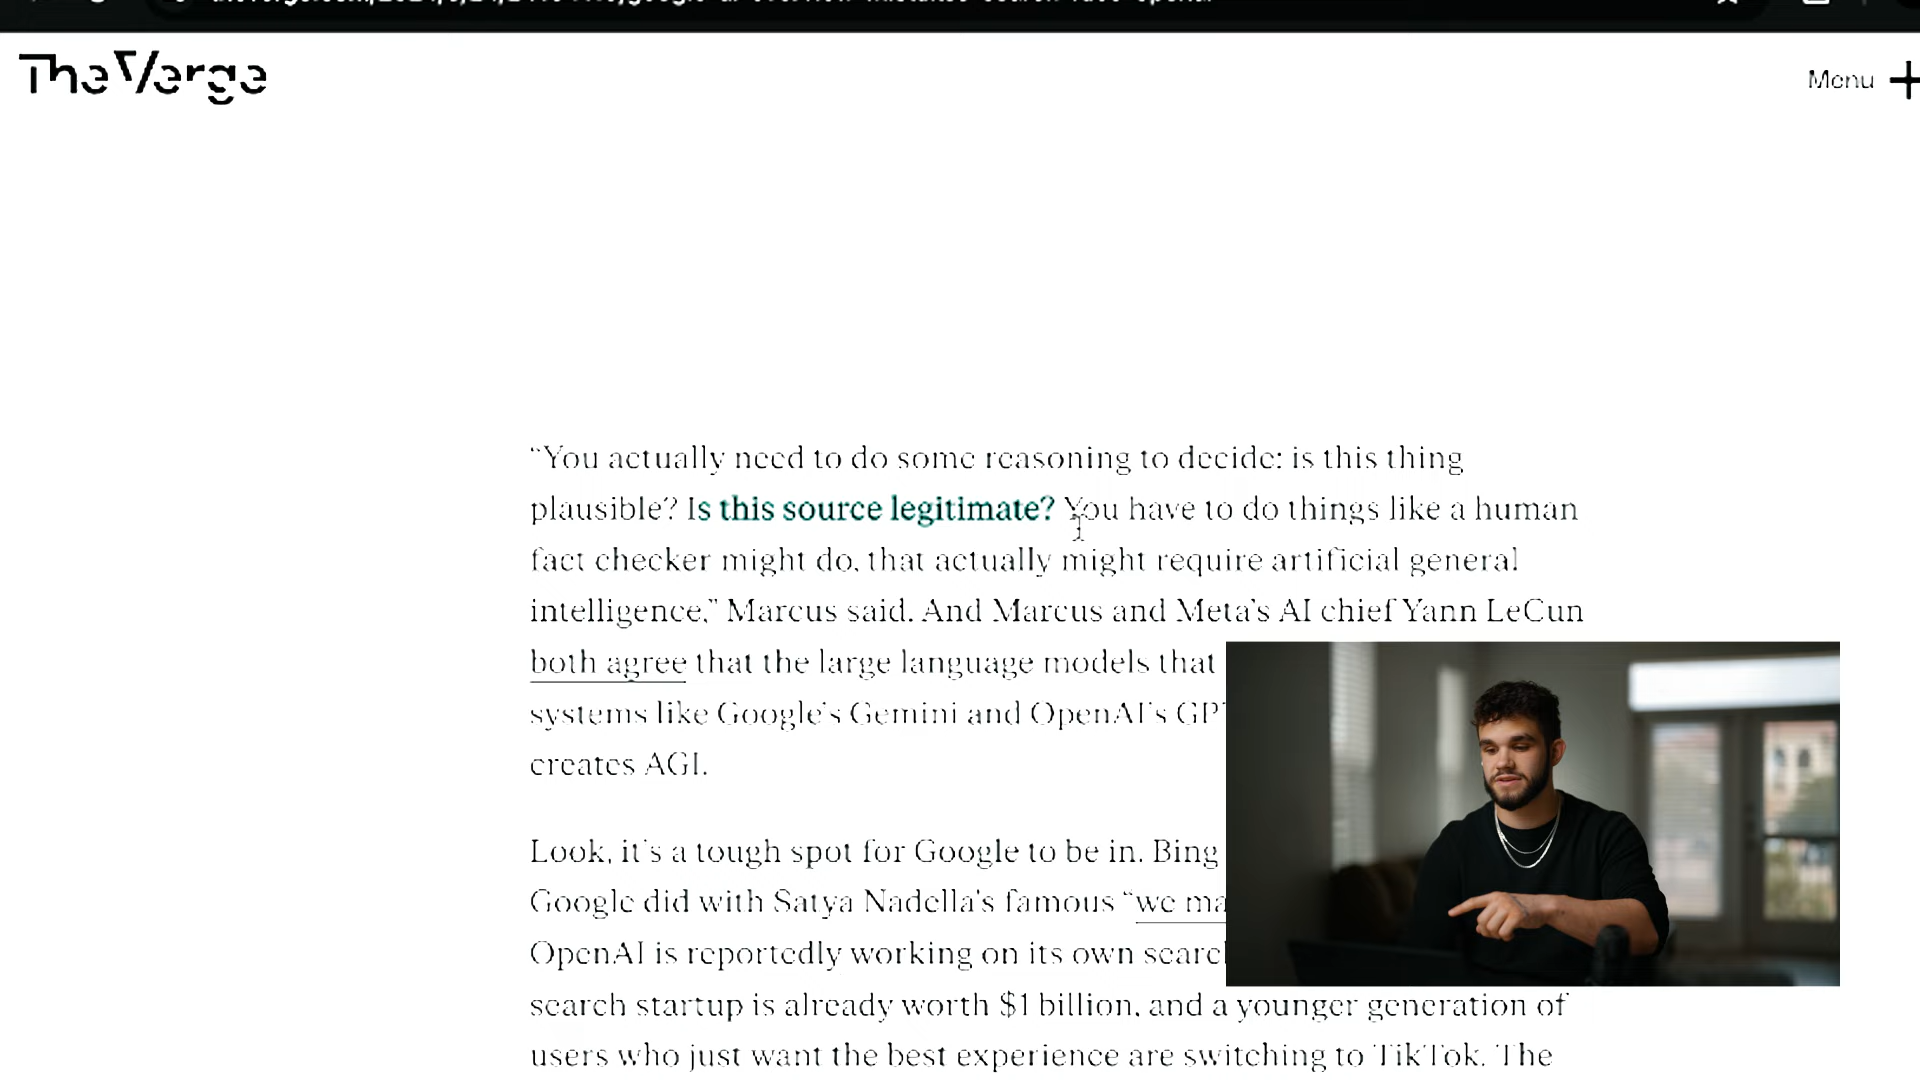 The Verge
Menu
“You actually need to do some reasoning to decide: is this thing
plausible? Is this source legitimate? You have to do things like a human
fact checker might do, that actually might require artificial general
intelligence,” Marcus said. And Marcus and Meta’s AI chief Yann LeCun
both agree that the large language models that
systems like Google’s Gemini and OpenAI’s
creates AGI.
Look, it’s a tough spot for Google to be in. Bing
Google did with Satya Nadella’s famous “we
OpenAI is reportedly working on its own
search startup is already worth $1 billion, and a younger generation of
users who just want the best experience are switching to TikTok. The